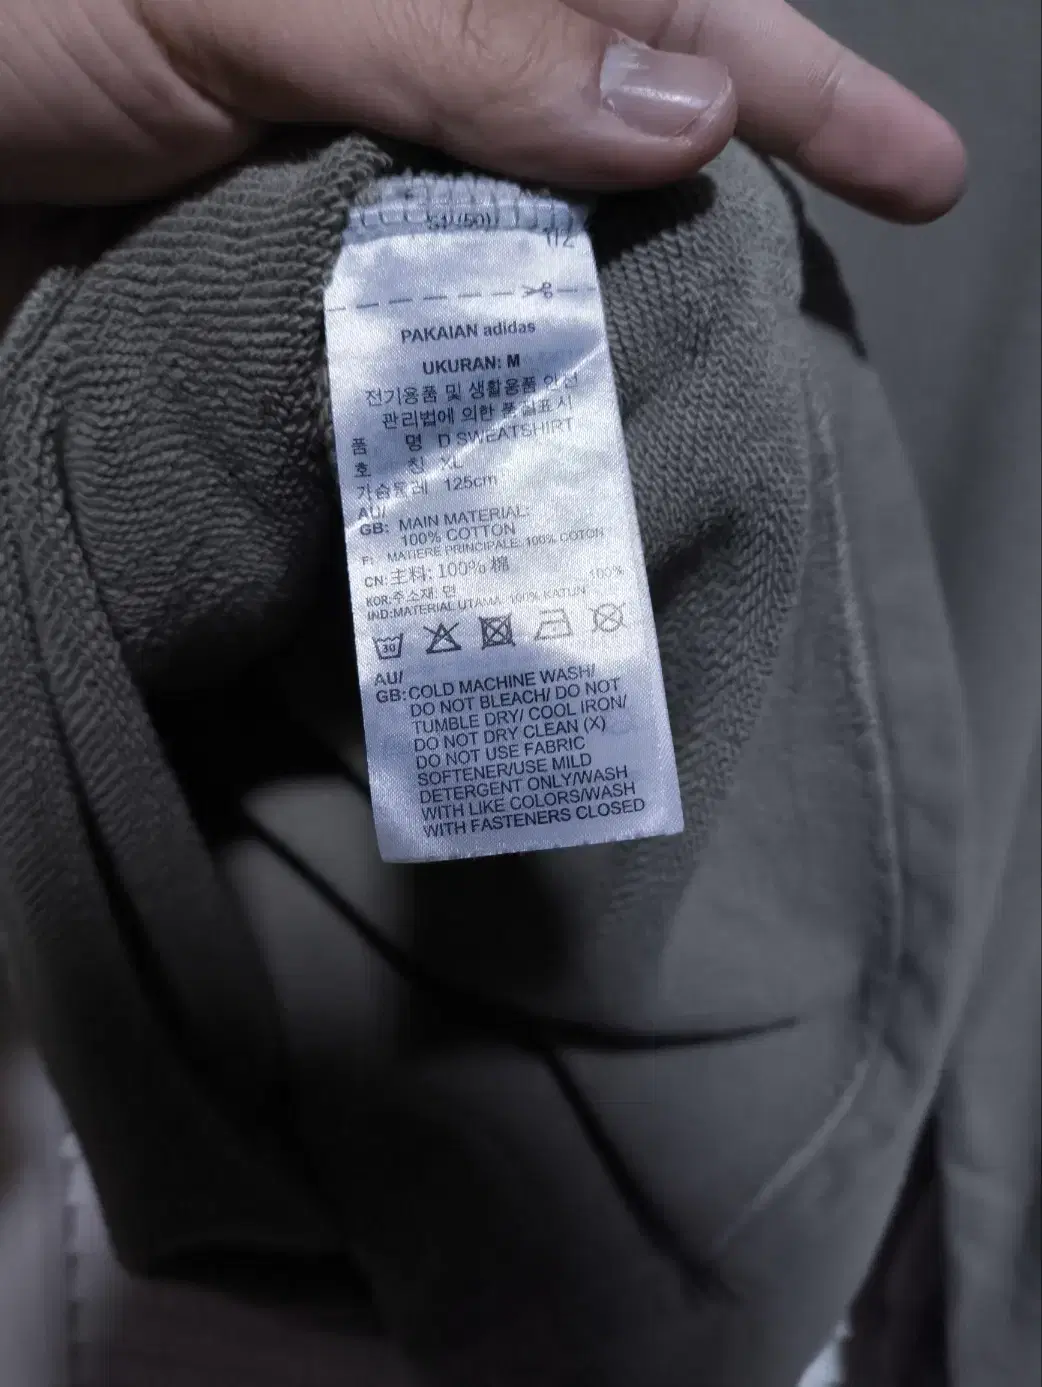 51(50)
112
PAKAIAN adidas
UKURAN: M
전기용품 및 생활용품 안전
관리법에 의한 품질표시
품 명 D SWEATSHIRT
호 칭 XL
가슴둘레 125cm
AU/
GB: MAIN MATERIAL:
100% COTTON
F: MATIERE PRINCIPALE: 100% COTON
CN: 主料: 100% 棉
KOR: 주소재: 면 100%
IND: MATERIAL UTAMA: 100% KATUN
30
AU/
GB: COLD MACHINE WASH/
DO NOT BLEACH/ DO NOT
TUMBLE DRY/ COOL IRON/
DO NOT DRY CLEAN (X)
DO NOT USE FABRIC
SOFTENER/USE MILD
DETERGENT ONLY/WASH
WITH LIKE COLORS/WASH
WITH FASTENERS CLOSED